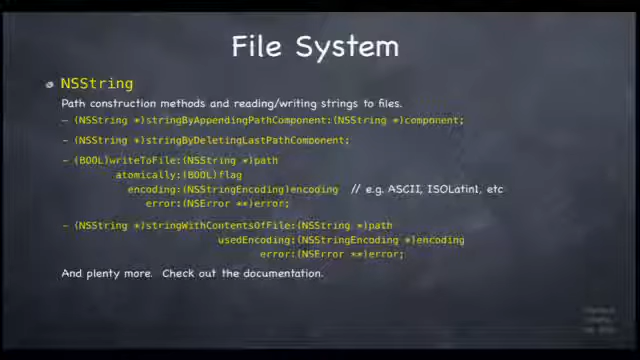 File System
NSString
Path construction methods and reading/writing strings to files.
- (NSString *)stringByAppendingPathComponent:(NSString *)component;
- (NSString *)stringByDeletingLastPathComponent;
- (BOOL)writeToFile:(NSString *)path
atomically:(BOOL)flag
encoding:(NSStringEncoding)encoding // e.g. ASCII, ISOLatin1, etc
error:(NSError **)error;
- (NSString *)stringWithContentsOfFile:(NSString *)path
usedEncoding:(NSStringEncoding *)encoding
error:(NSError **)error;
And plenty more. Check out the documentation.